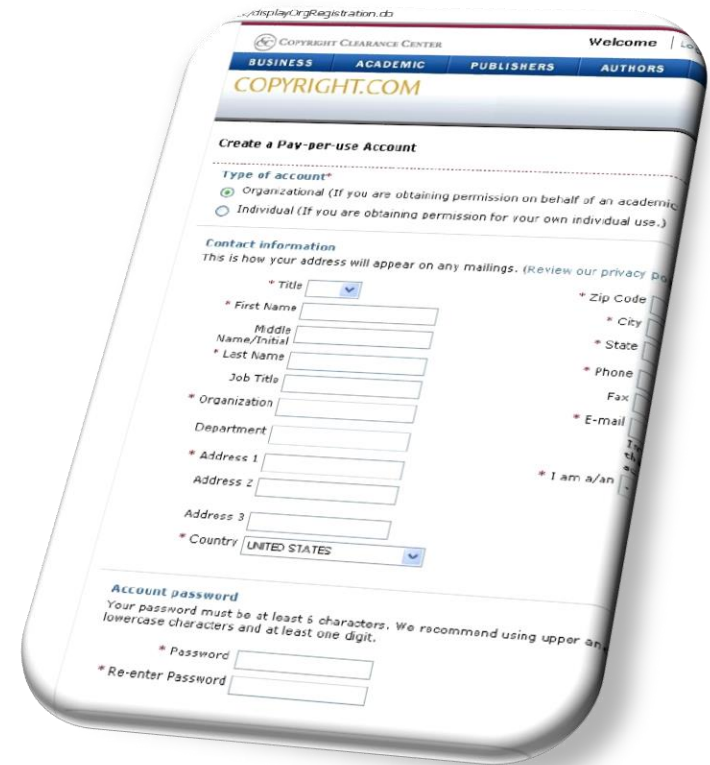 /displayOrgRegistration.do
CCC COPYRIGHT CLEARANCE CENTER
Welcome
BUSINESS ACADEMIC PUBLISHERS AUTHORS
COPYRIGHT.COM
Create a Pay-per-use Account
Type of account*
Organizational (If you are obtaining permission on behalf of an academic
Individual (If you are obtaining permission for your own individual use.)
Contact information
This is how your address will appear on any mailings. (Review our privacy
* Title
* First Name
Middle
Name/Initial
* Last Name
Job Title
* Organization
Department
* Address 1
Address 2
Address 3
* Country UNITED STATES
* Zip Code
* City
* State
* Phone
Fax
* E-mail
* I am a/an
Account password
Your password must be at least 6 characters. We recommend using upper an
lowercase characters and at least one digit.
* Password
* Re-enter Password